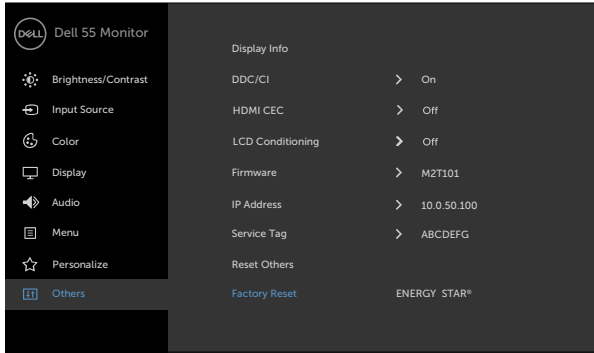 DELL Dell 55 Monitor
Display Info
Brightness/Contrast DDC/CI > On
Input Source HDMI CEC > Off
Color LCD Conditioning > Off
Display Firmware > M2T101
Audio IP Address > 10.0.50.100
Menu Service Tag > ABCDEFG
Personalize Reset Others
Others Factory Reset ENERGY STAR®